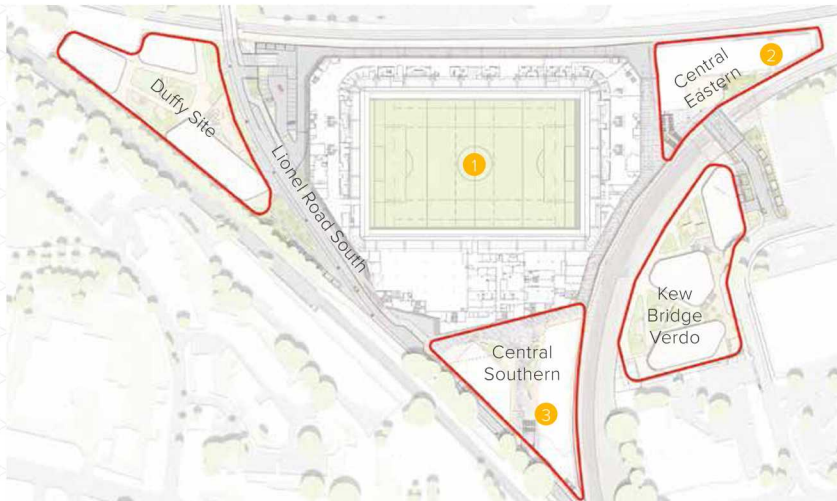 Duffy Site
Lionel Road South
1
Central
Eastern
2
Kew
Bridge
Verdo
Central
Southern
3